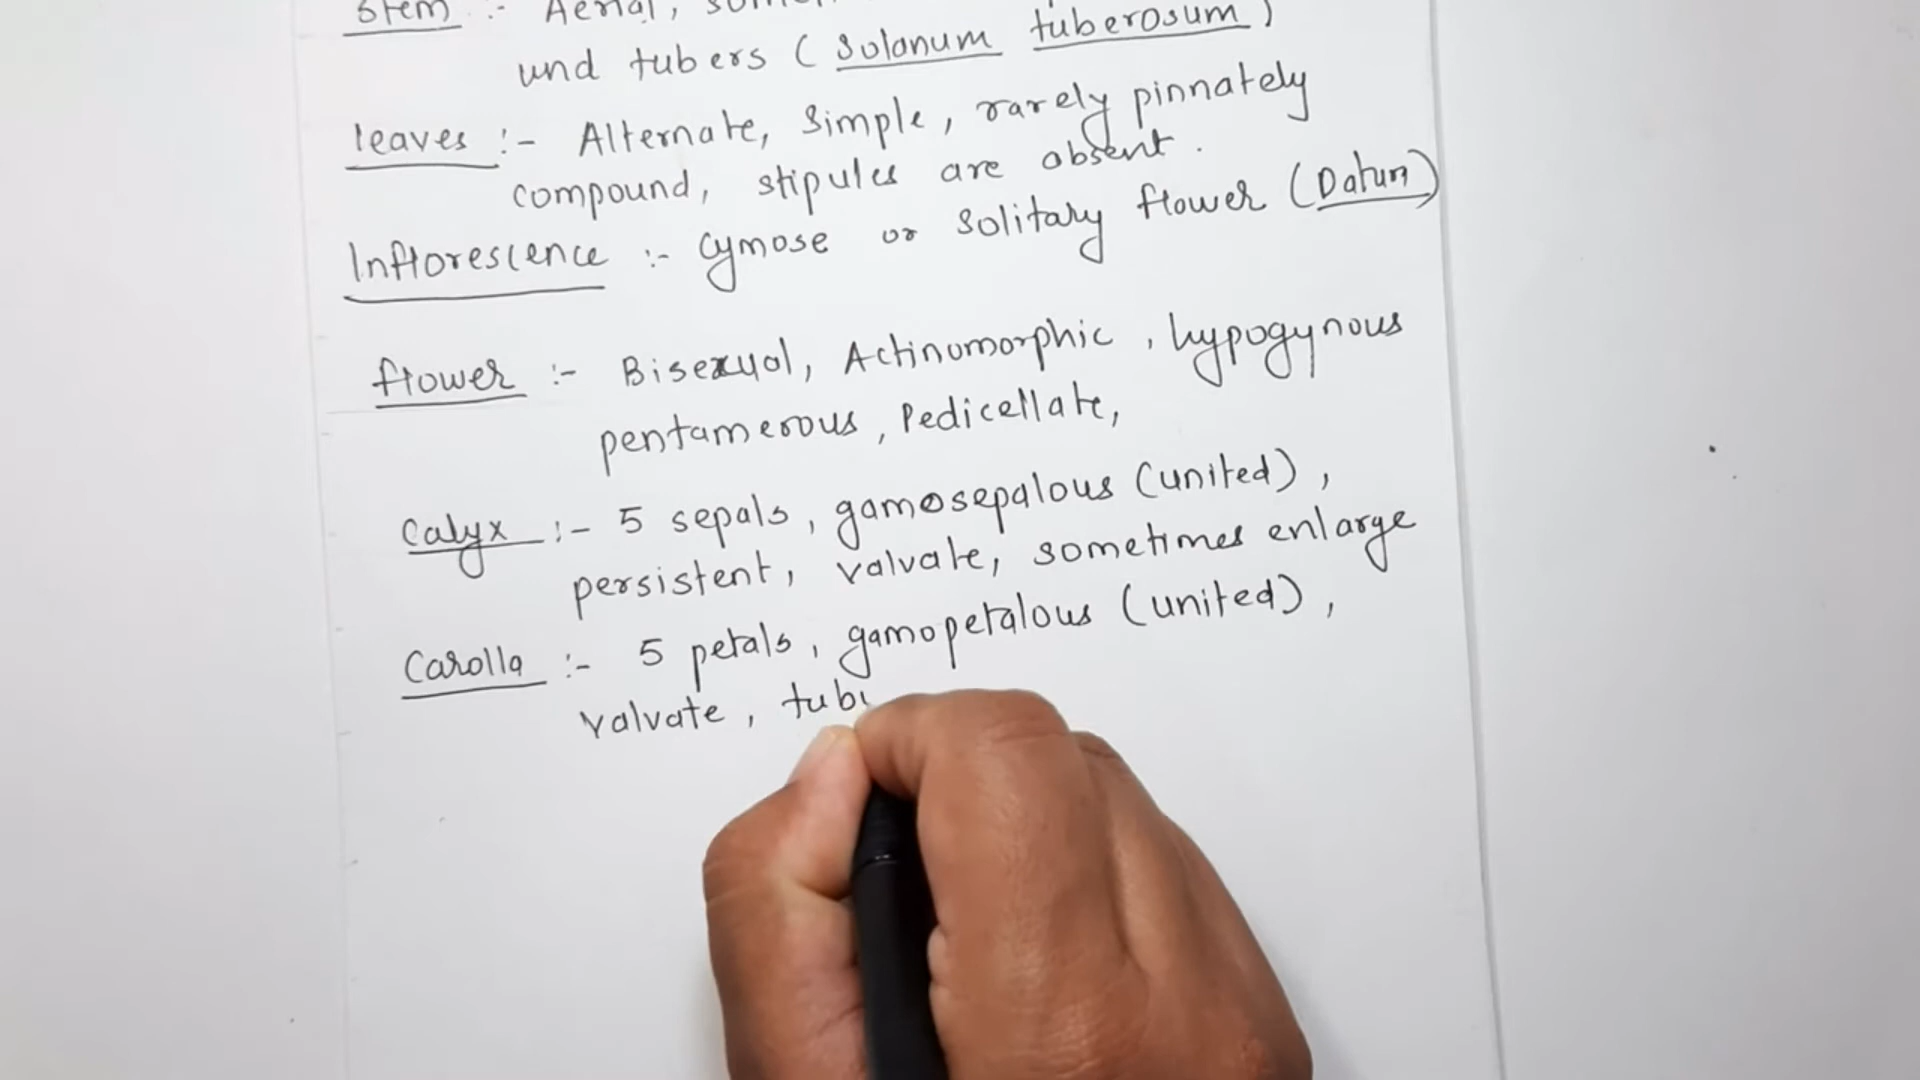 Stem :- Aerial,
und tubers (Solanum tuberosum)
leaves :- Alternate, Simple, rarely pinnately
compound, stipules are absent.
Inflorescence :- Cymose or Solitary flower (Datura)
flower :- Bisexual, Actinomorphic, hypogynous
pentamerous, Pedicellate,
Calyx :- 5 sepals, gamosepalous (united),
persistent, valvate, sometimes enlarge
Carolla :- 5 petals, gamopetalous (united),
valvate,